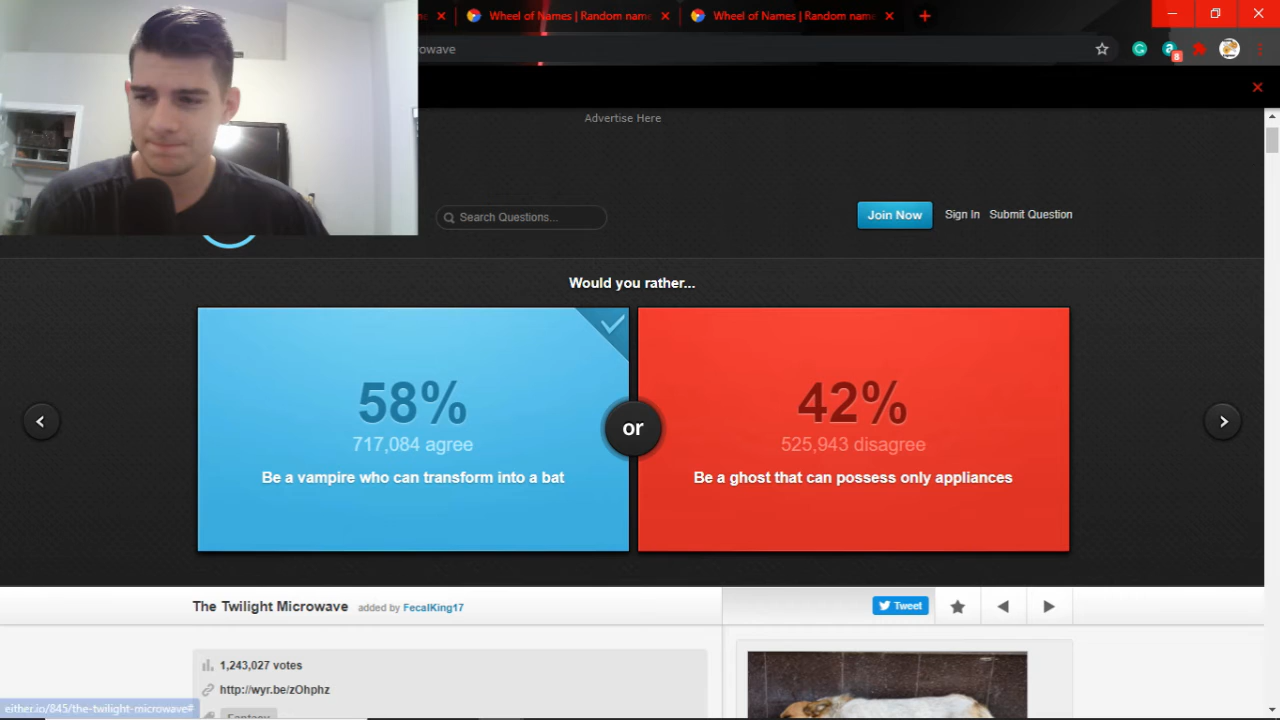 Wheel of Names | Random name
Wheel of Names | Random name
owave
8
Advertise Here
Search Questions...
Join Now
Sign In
Submit Question
Would you rather...
58%
717,084 agree
Be a vampire who can transform into a bat
or
42%
525,943 disagree
Be a ghost that can possess only appliances
The Twilight Microwave added by FecalKing17
Tweet
1,243,027 votes
http://wyr.be/zOhphz
Fantasy
either.io/845/the-twilight-microwave#